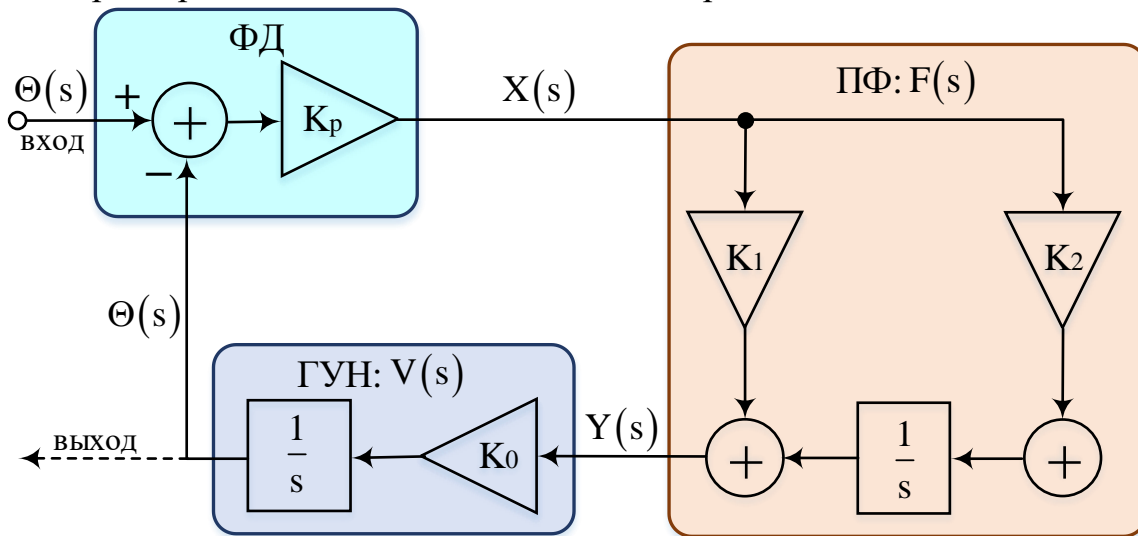 ФД
Θ(s)
+
вход
+
−
Kp
X(s)
ПФ: F(s)
K1
K2
Θ(s)
ГУН: V(s)
выход
1
s
K0
Y(s)
+
1
s
+